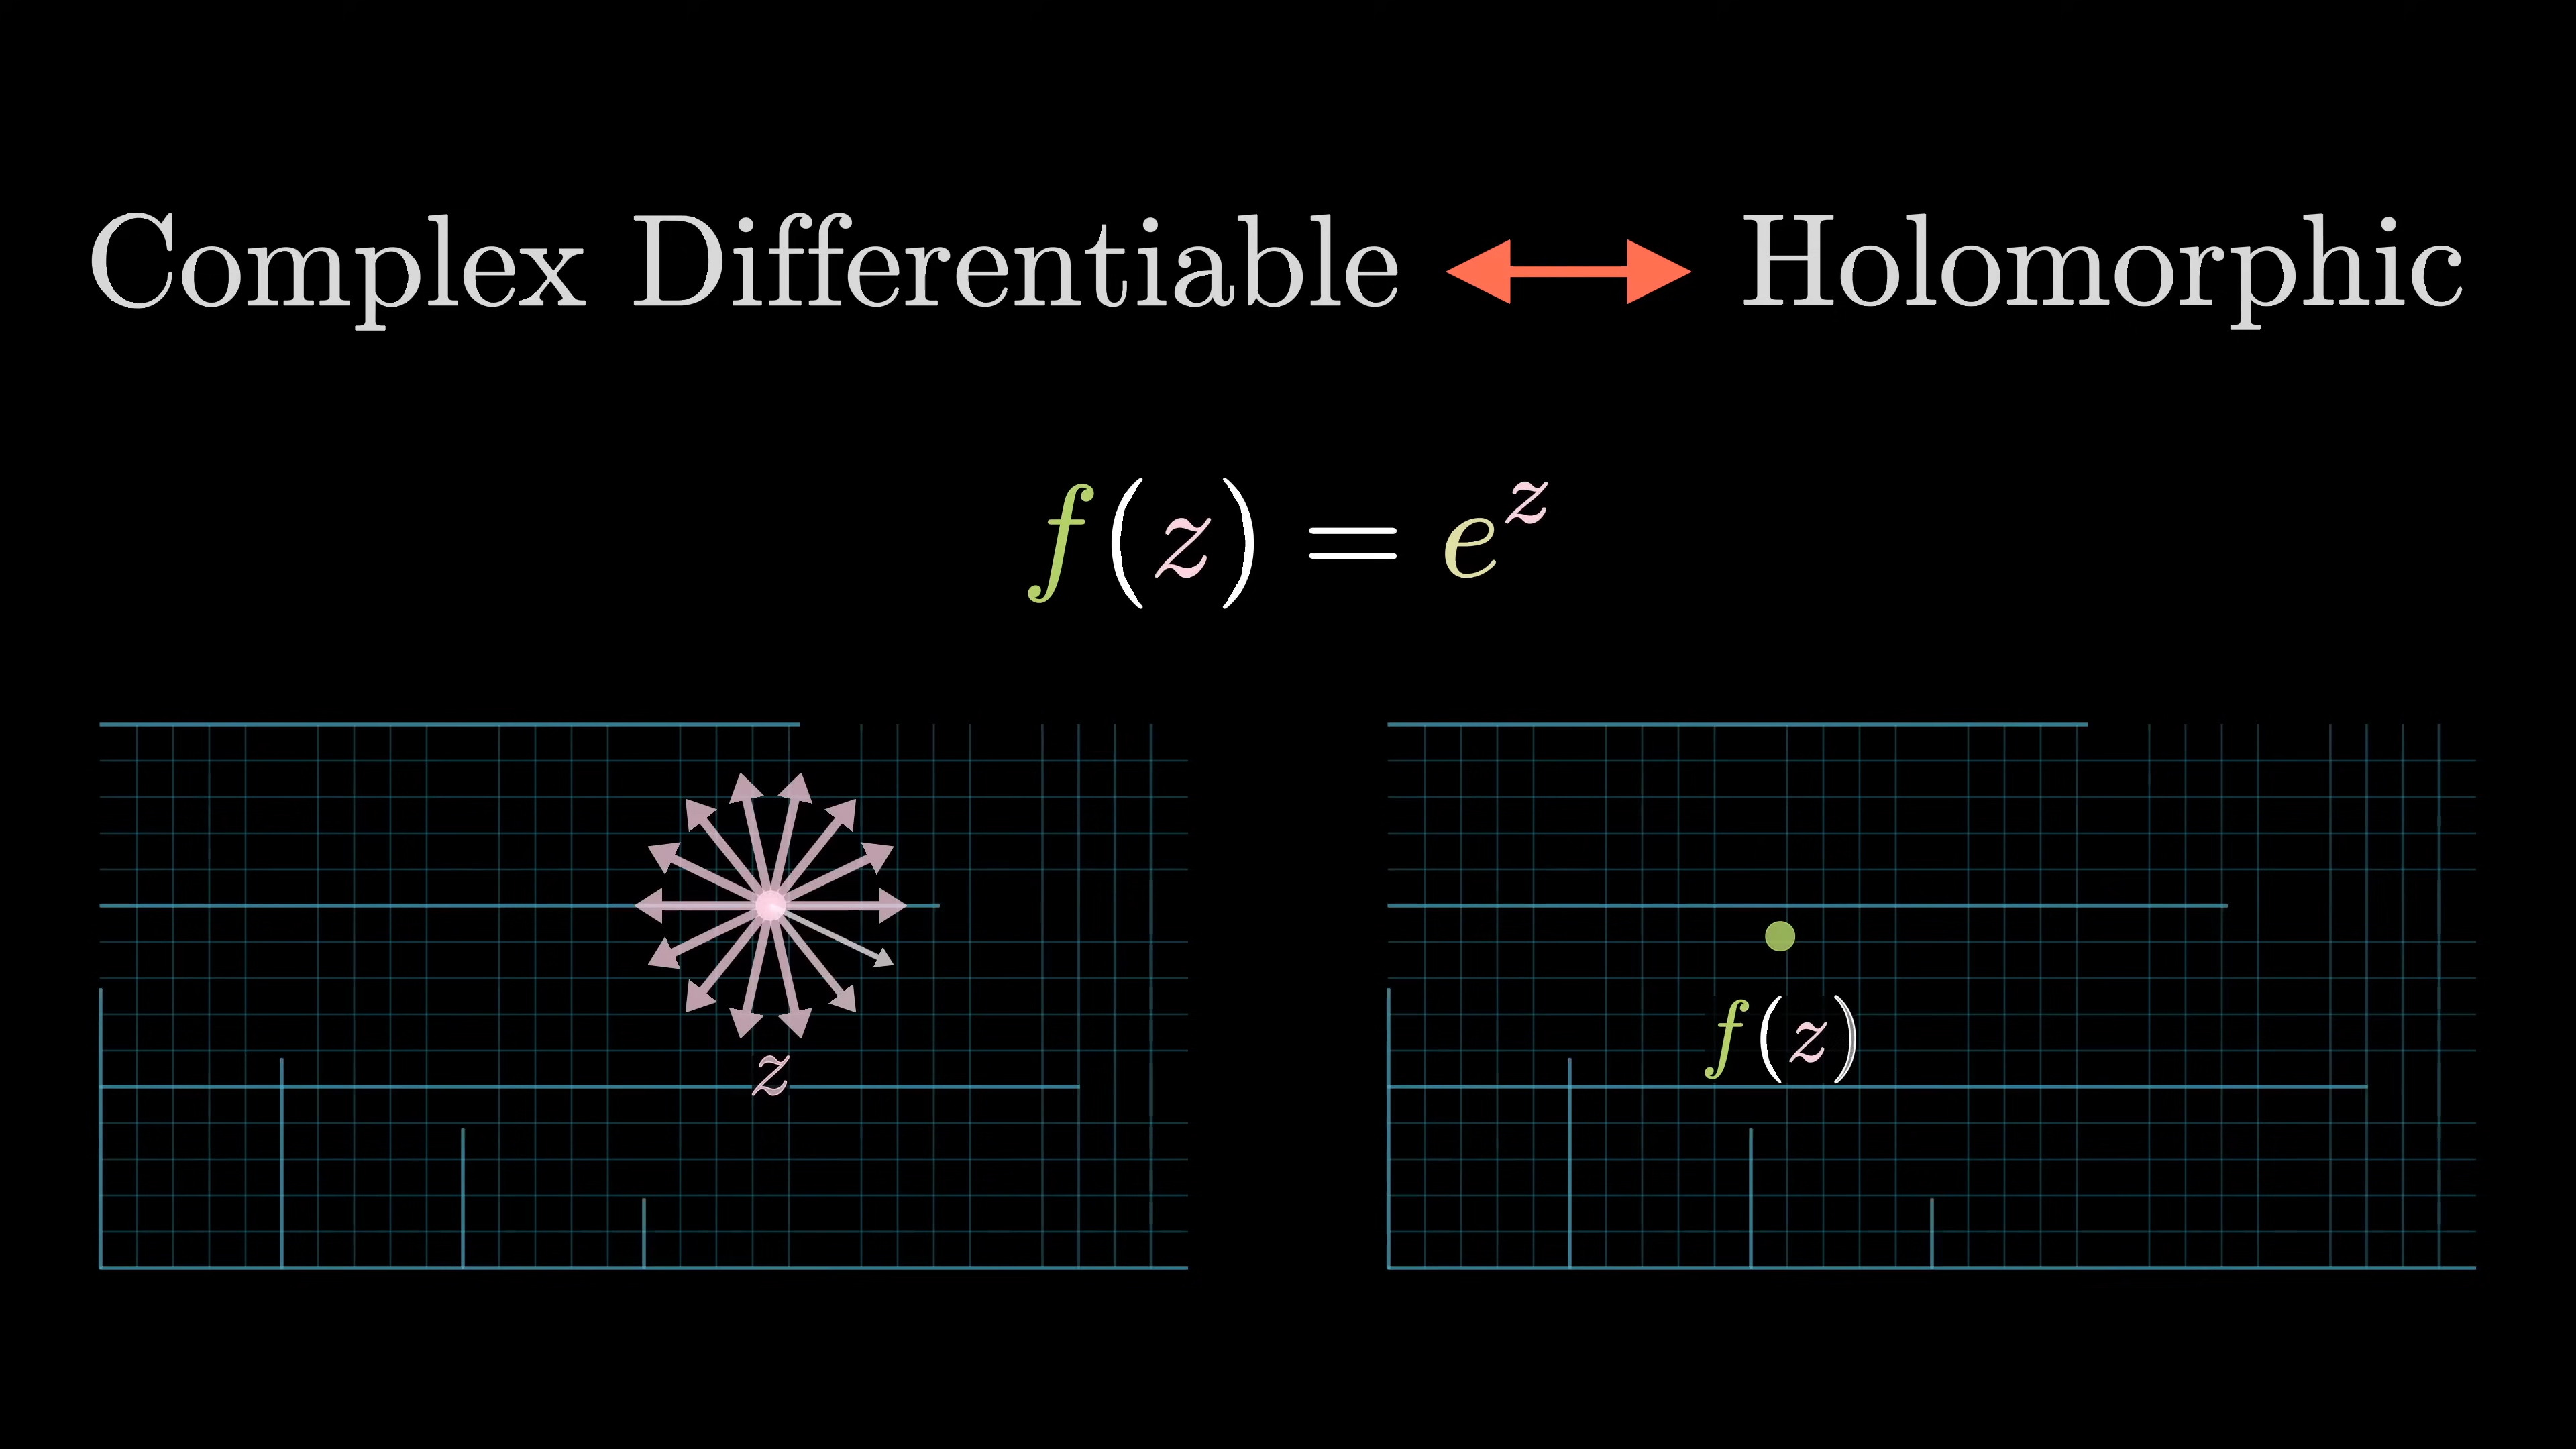 Complex Differentiable ↔ Holomorphic
f(z) = e^z
z
f(z)